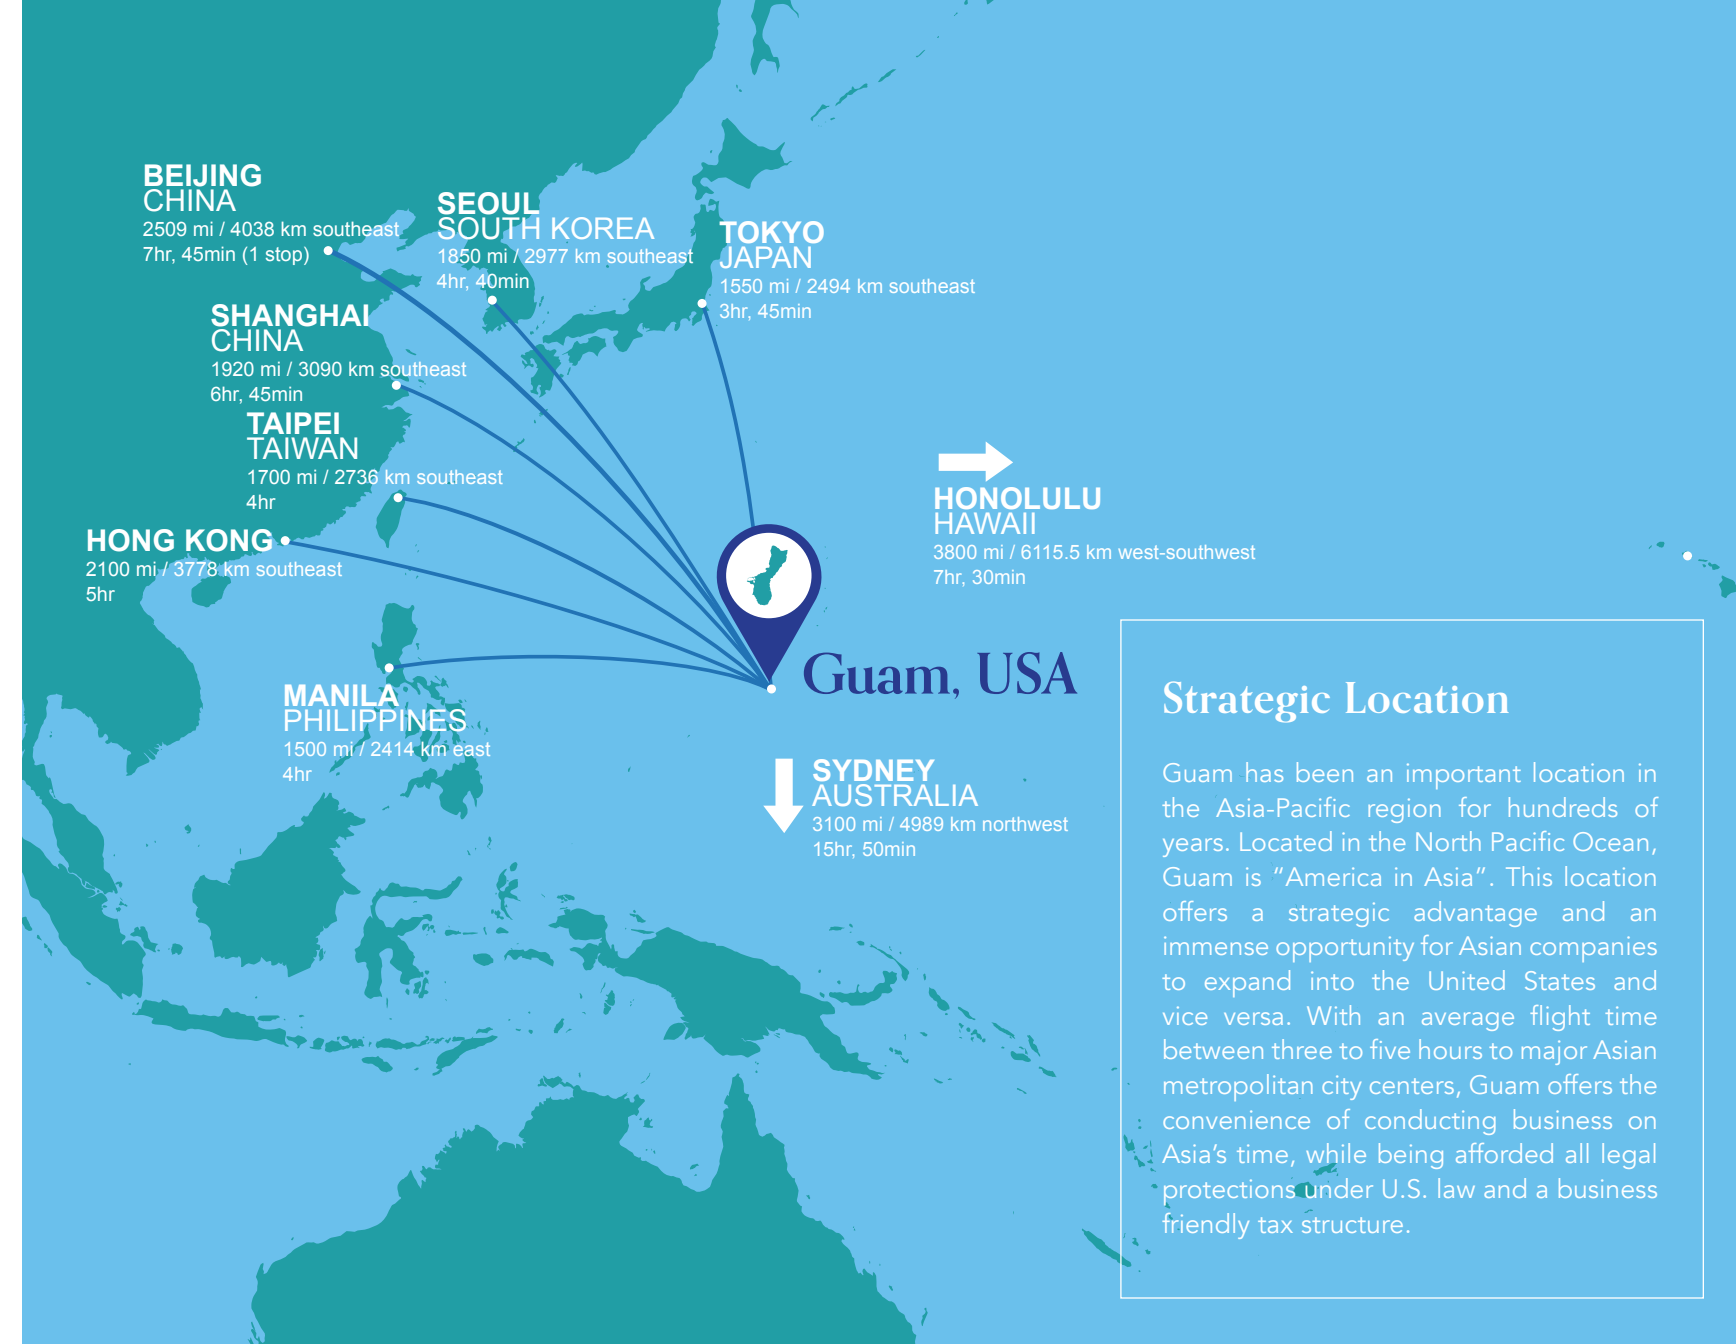 BEIJING
CHINA
2509 mi / 4038 km southeast
7hr, 45min (1 stop)
SEOUL
SOUTH KOREA
1850 mi / 2977 km southeast
4hr, 40min
TOKYO
JAPAN
1550 mi / 2494 km southeast
3hr, 45min
SHANGHAI
CHINA
1920 mi / 3090 km southeast
6hr, 45min
TAIPEI
TAIWAN
1700 mi / 2736 km southeast
4hr
HONG KONG
2100 mi / 3778 km southeast
5hr
HONOLULU
HAWAII
3800 mi / 6115.5 km west-southwest
7hr, 30min
Guam, USA
MANILA
PHILIPPINES
1500 mi / 2414 km east
4hr
SYDNEY
AUSTRALIA
3100 mi / 4989 km northwest
15hr, 50min
Strategic Location
Guam has been an important location in
the Asia-Pacific region for hundreds of
years. Located in the North Pacific Ocean,
Guam is “America in Asia”. This location
offers a strategic advantage and an
immense opportunity for Asian companies
to expand into the United States and
vice versa. With an average flight time
between three to five hours to major Asian
metropolitan city centers, Guam offers the
convenience of conducting business on
Asia’s time, while being afforded all legal
protections under U.S. law and a business
friendly tax structure.